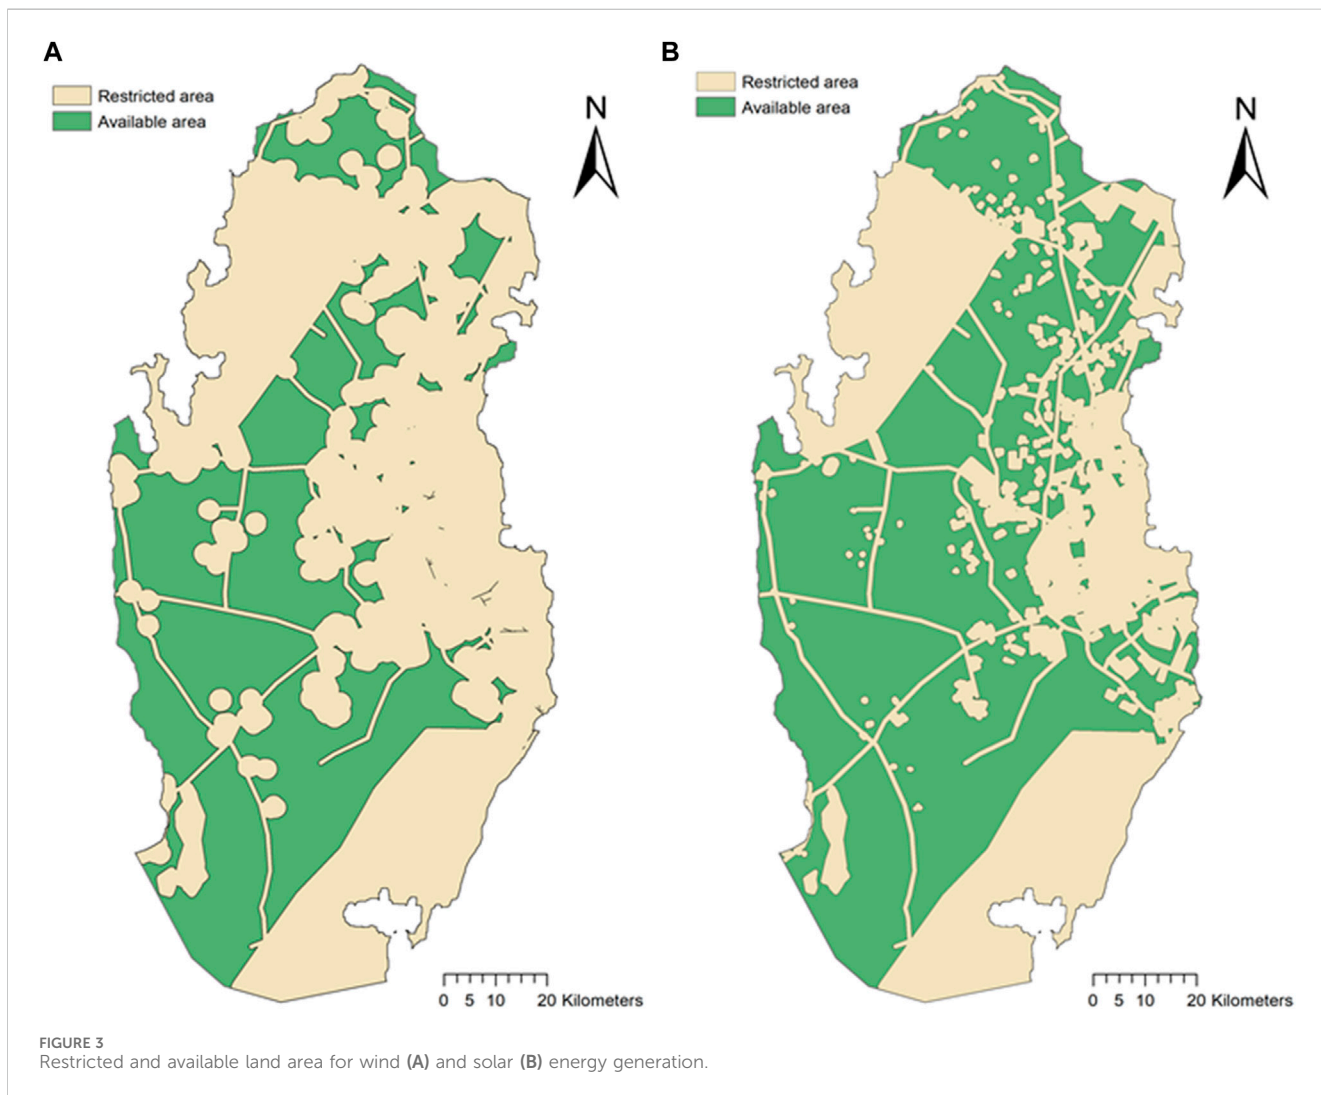 A
Restricted area
Available area
N
0 5 10 20 Kilometers
B
Restricted area
Available area
N
0 5 10 20 Kilometers
FIGURE 3
Restricted and available land area for wind (A) and solar (B) energy generation.